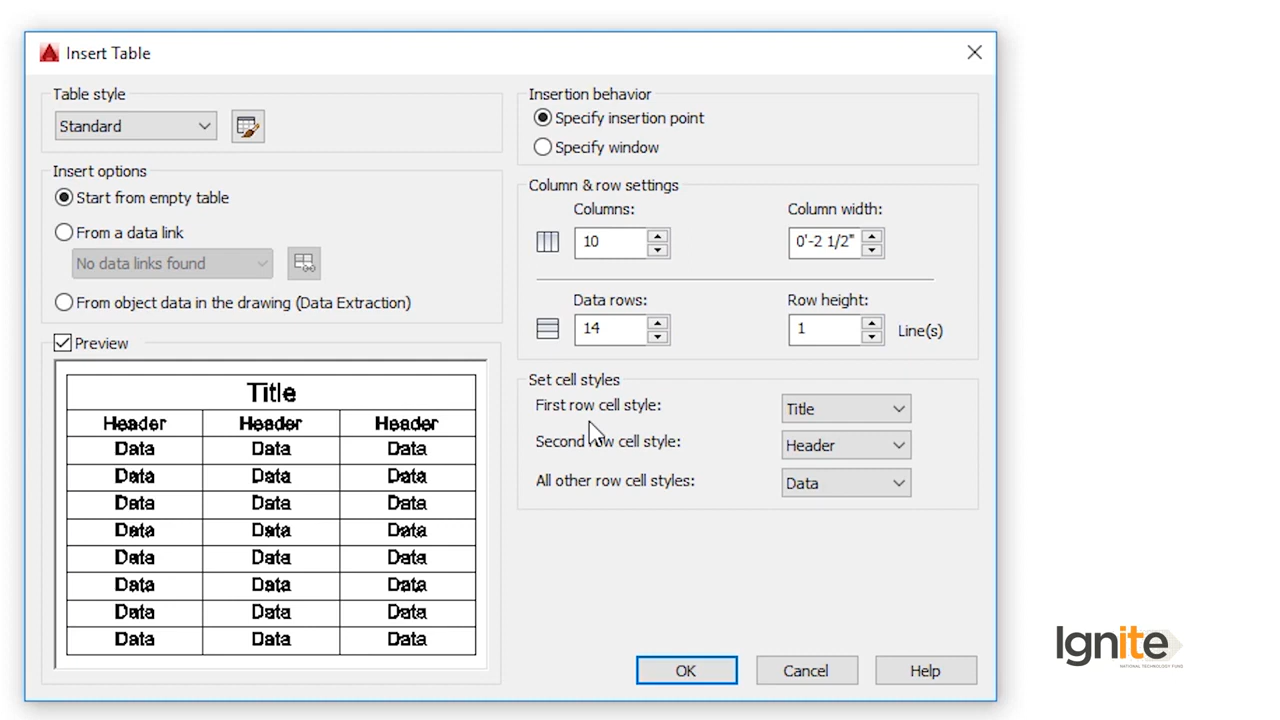 Insert Table
Table style
Standard
Insert options
Start from empty table
From a data link
No data links found
From object data in the drawing (Data Extraction)
Preview
Title
Header Header Header
Data Data Data
Data Data Data
Data Data Data
Data Data Data
Data Data Data
Data Data Data
Data Data Data
Data Data Data
Insertion behavior
Specify insertion point
Specify window
Column & row settings
Columns: Column width:
10 0'-2 1/2"
Data rows: Row height:
14 1 Line(s)
Set cell styles
First row cell style: Title
Second row cell style: Header
All other row cell styles: Data
OK Cancel Help
Ignite
NATIONAL TECHNOLOGY FUND